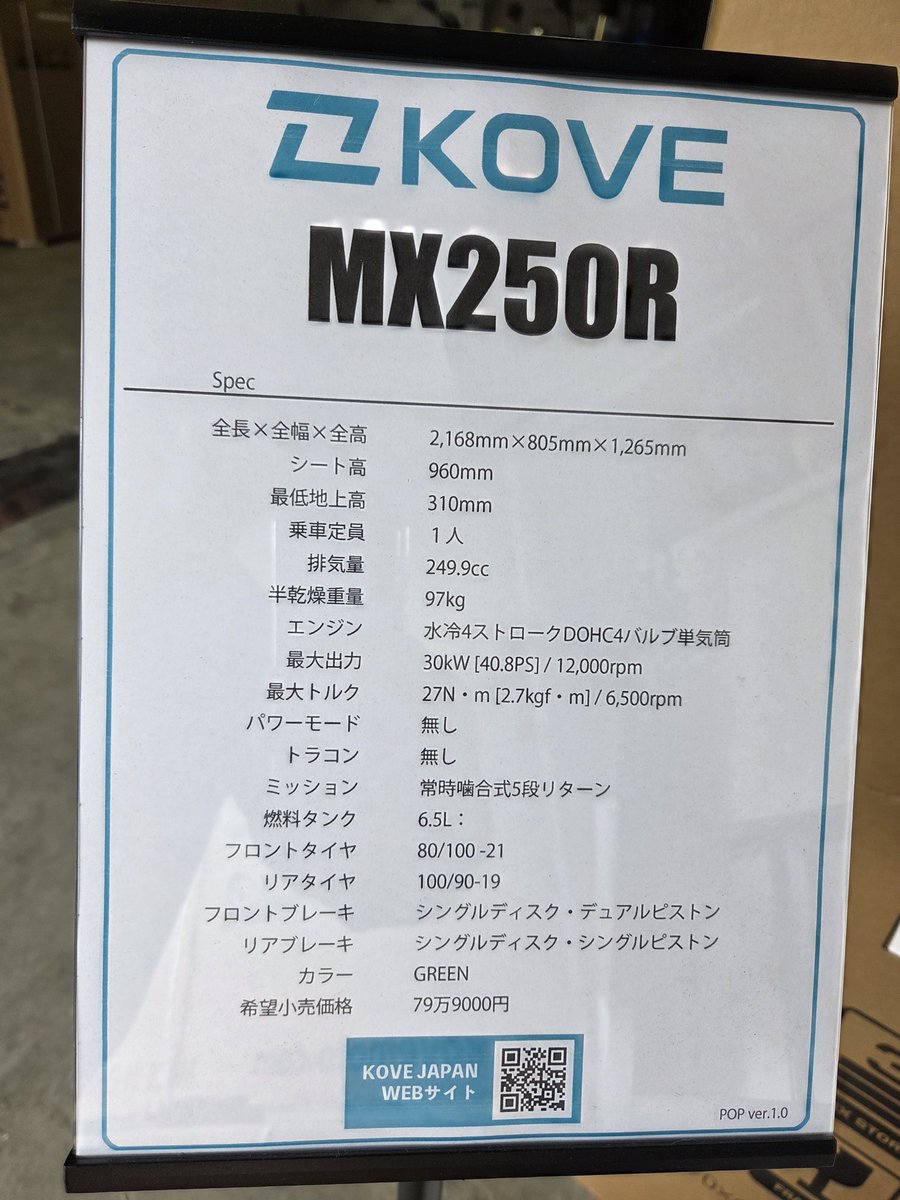 KOVE
MX250R
Spec
全長×全幅×全高 2,168mm×805mm×1,265mm
シート高 960mm
最低地上高 310mm
乗車定員 1人
排気量 249.9cc
半乾燥重量 97kg
エンジン 水冷4ストロークDOHC4バルブ単気筒
最大出力 30kW [40.8PS] / 12,000rpm
最大トルク 27N・m [2.7kgf・m] / 6,500rpm
パワーモード 無し
トラコン 無し
ミッション 常時噛合式5段リターン
燃料タンク 6.5L：
フロントタイヤ 80/100 -21
リアタイヤ 100/90-19
フロントブレーキ シングルディスク・デュアルピストン
リアブレーキ シングルディスク・シングルピストン
カラー GREEN
希望小売価格 79万9000円
KOVE JAPAN
WEBサイト
POP ver.1.0